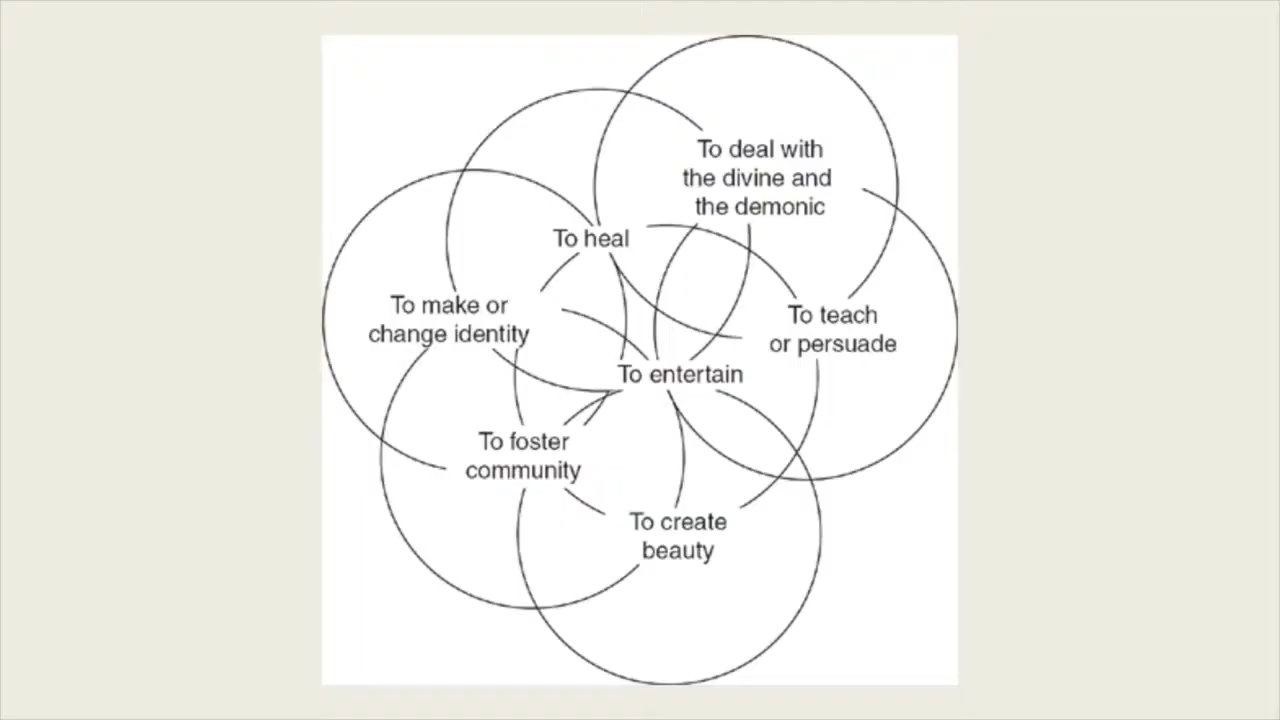 To deal with
the divine and
the demonic
To heal
To make or
change identity
To teach
or persuade
To entertain
To foster
community
To create
beauty